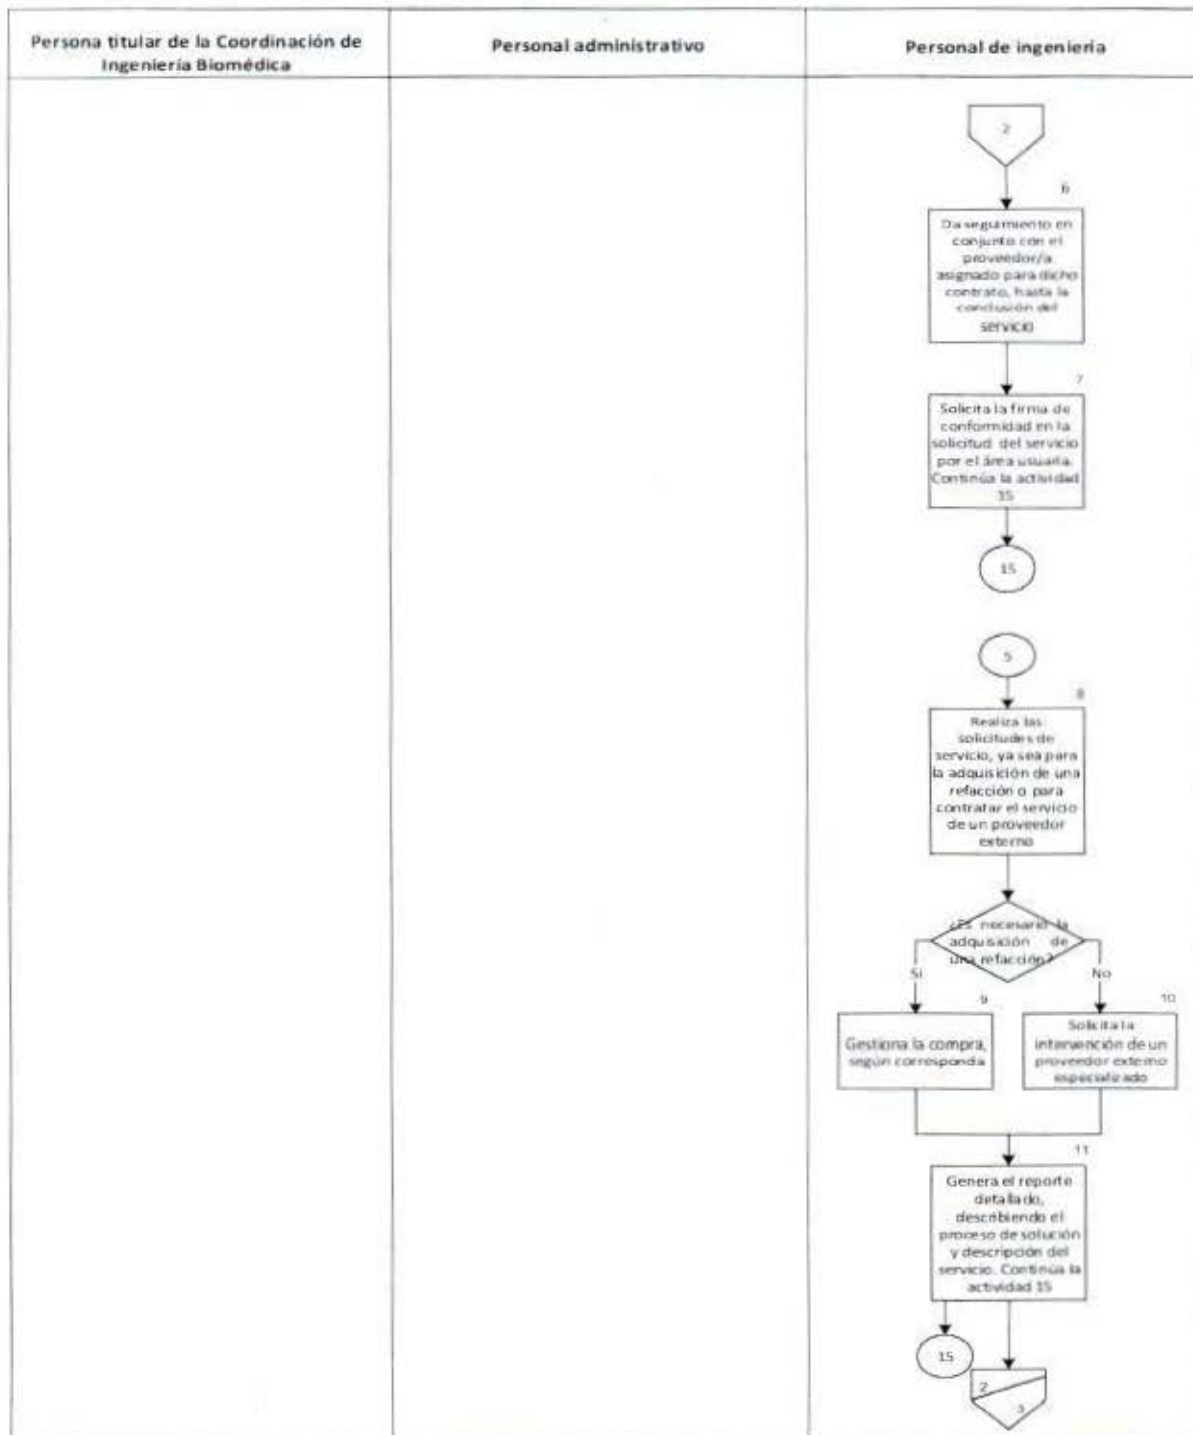 Persona titular de la Coordinación de
Ingeniería Biomédica
Personal administrativo
Personal de ingeniería
2
6
Da seguimiento en
conjunto con el
proveedor/a
asignado para dicho
contrato, hasta la
conclusión del
servicio
7
Solicita la firma de
conformidad en la
solicitud del servicio
por el área usuaria.
Continúa la actividad
15
15
5
8
Realiza las
solicitudes de
servicio, ya sea para
la adquisición de una
refacción o para
contratar el servicio
de un proveedor
externo
¿Es necesario la
adquisición de
una refacción?
Si
No
9
10
Gestiona la compra,
según corresponda
Solicita la
intervención de un
proveedor externo
especializado
11
Genera el reporte
detallado,
describiendo el
proceso de solución
y descripción del
servicio. Continúa la
actividad 15
15
2
3